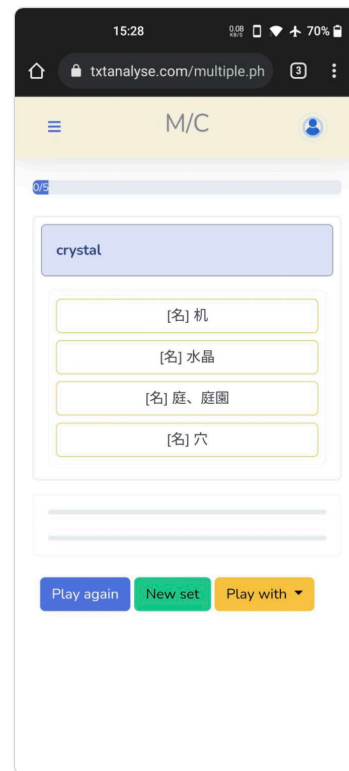 15:28
0.08 KB/S
70%
txtanalyse.com/multiple.ph
3
M/C
0/5
crystal
[名] 机
[名] 水晶
[名] 庭、庭園
[名] 穴
Play again
New set
Play with